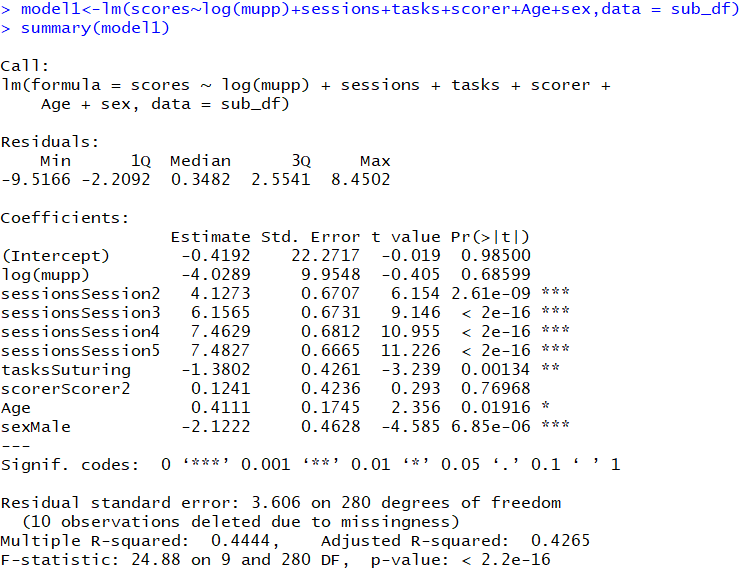 > model1<-lm(scores~log(mupp)+sessions+tasks+scorer+Age+sex,data = sub_df)
> summary(model1)
Call:
lm(formula = scores ~ log(mupp) + sessions + tasks + scorer +
    Age + sex, data = sub_df)
Residuals:
    Min      1Q  Median      3Q     Max
-9.5166 -2.2092  0.3482  2.5541  8.4502
Coefficients:
                 Estimate Std. Error t value Pr(>|t|)
(Intercept)       -0.4192    22.2717  -0.019  0.98500
log(mupp)         -4.0289     9.9548  -0.405  0.68599
sessionsSession2   4.1273     0.6707   6.154 2.61e-09 ***
sessionsSession3   6.1565     0.6731   9.146  < 2e-16 ***
sessionsSession4   7.4629     0.6812  10.955  < 2e-16 ***
sessionsSession5   7.4827     0.6665  11.226  < 2e-16 ***
tasksSuturing     -1.3802     0.4261  -3.239  0.00134 **
scorerScorer2      0.1241     0.4236   0.293  0.76968
Age                0.4111     0.1745   2.356  0.01916 *
sexMale           -2.1222     0.4628  -4.585 6.85e-06 ***
---
Signif. codes:  0 ‘***’ 0.001 ‘**’ 0.01 ‘*’ 0.05 ‘.’ 0.1 ‘ ’ 1
Residual standard error: 3.606 on 280 degrees of freedom
  (10 observations deleted due to missingness)
Multiple R-squared:  0.4444,    Adjusted R-squared:  0.4265
F-statistic: 24.88 on 9 and 280 DF,  p-value: < 2.2e-16